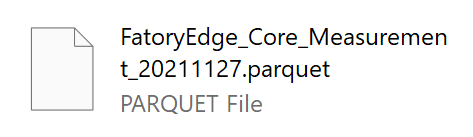 FatoryEdge_Core_Measuremen
t_20211127.parquet
PARQUET File